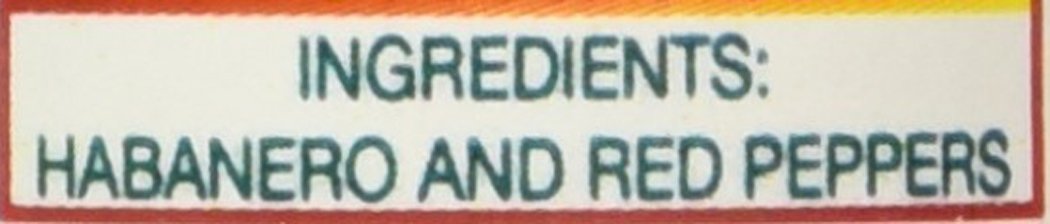 INGREDIENTS:
HABANERO AND RED PEPPERS